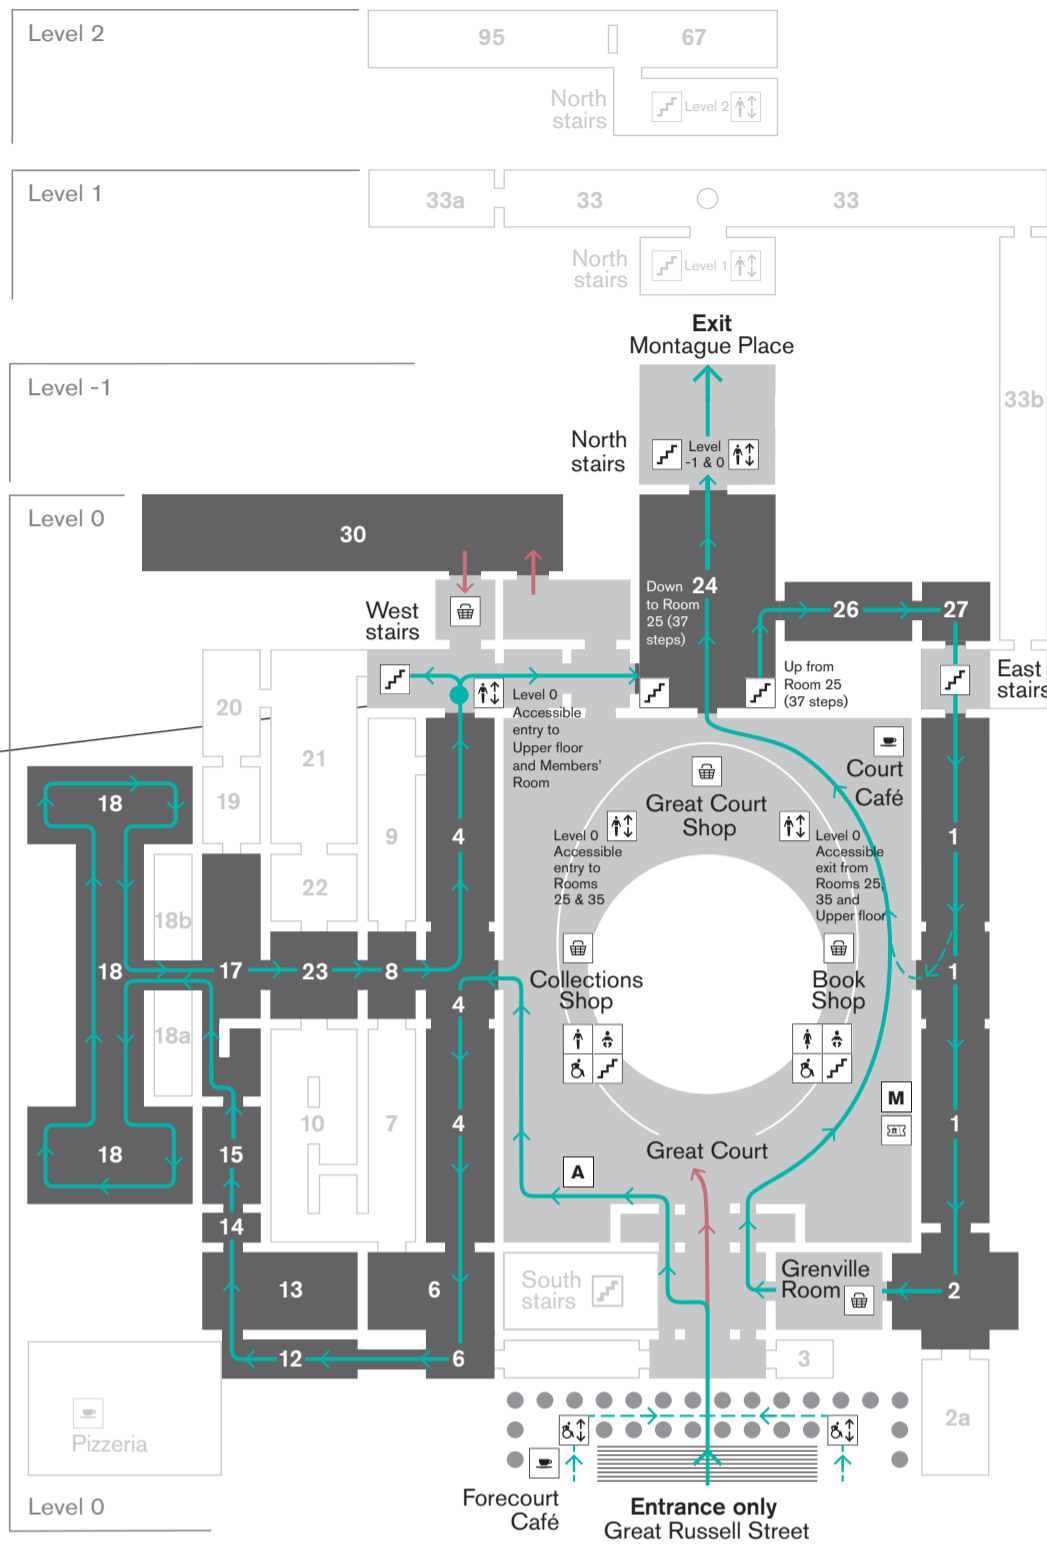 Level 2
95
67
North
stairs
Level 2
Level 1
33a
33
33
North
stairs
Level 1
33b
Exit
Montague Place
Level -1
North
stairs
Level
-1 & 0
Level 0
30
24
Down
to Room
25 (37
steps)
26
27
West
stairs
Up from
Room 25
(37 steps)
East
stairs
Level 0
Accessible
entry to
Upper floor
and Members'
Room
20
21
19
9
22
18
18b
4
Court
Café
Great Court
Shop
Level 0
Accessible
entry to
Rooms
25 & 35
Level 0
Accessible
exit from
Rooms 25,
35 and
Upper floor
1
18
17
23
8
4
Collections
Shop
Book
Shop
1
18a
10
7
4
M
1
18
15
Great Court
A
14
13
6
South
stairs
Grenville
Room
2
12
6
3
2a
Pizzeria
Forecourt
Café
Level 0
Entrance only
Great Russell Street